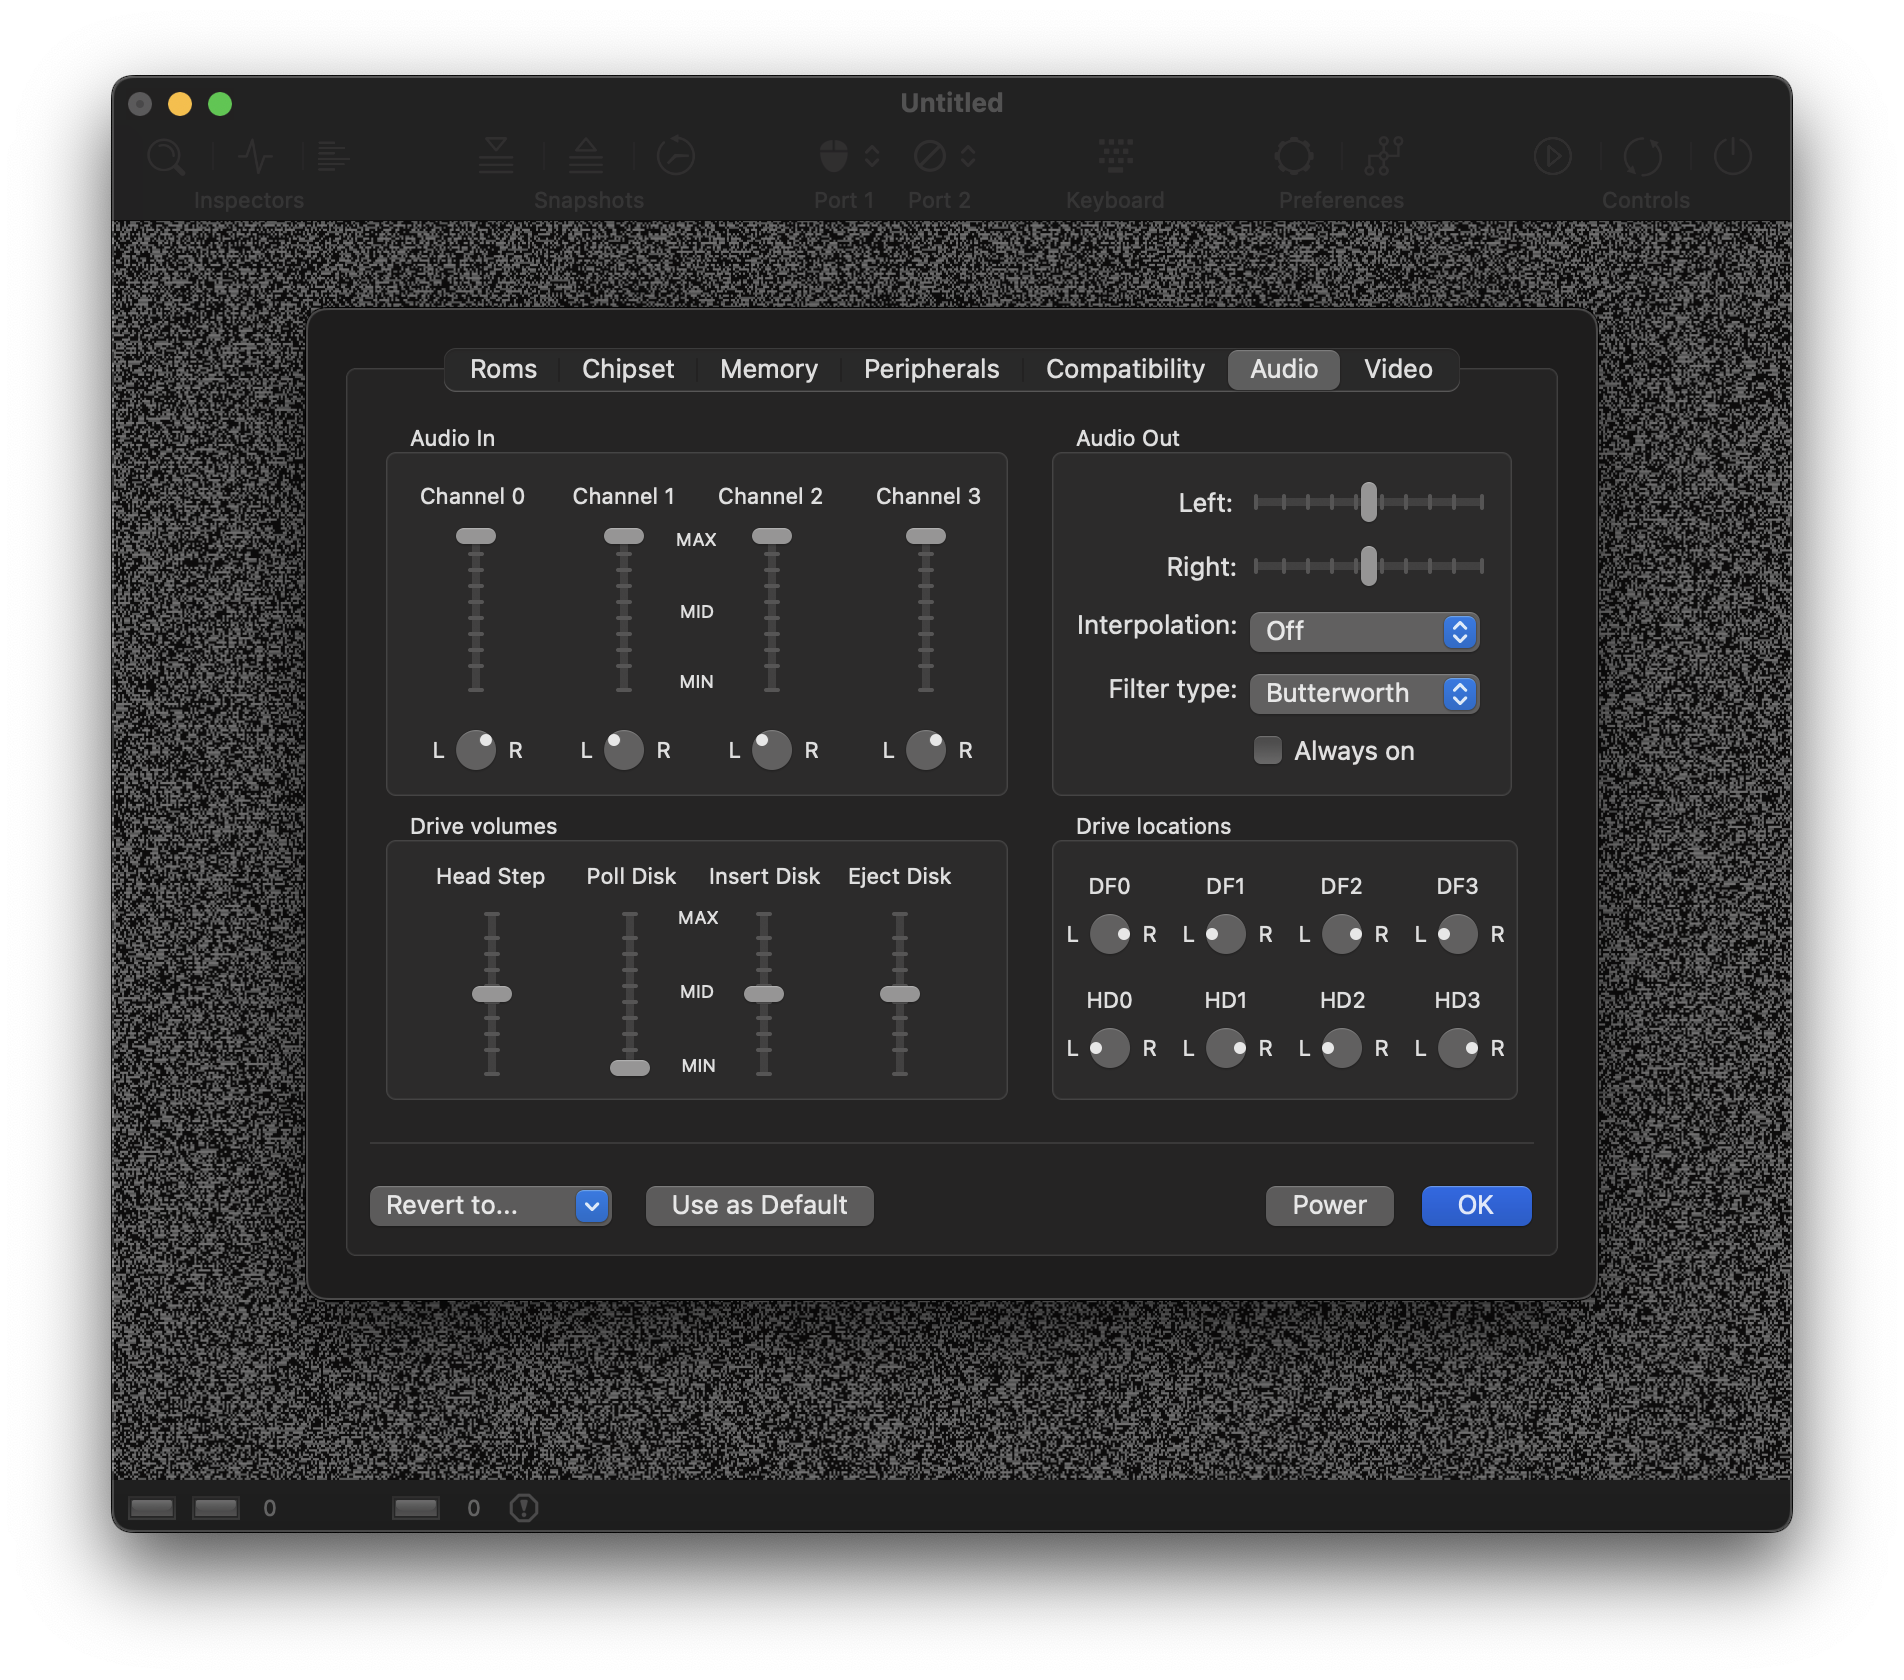 Untitled
Inspectors
Snapshots
Port 1
Port 2
Keyboard
Preferences
Controls
Roms
Chipset
Memory
Peripherals
Compatibility
Audio
Video
Audio In
Channel 0
Channel 1
Channel 2
Channel 3
MAX
MID
MIN
L R
L R
L R
L R
Audio Out
Left:
Right:
Interpolation: Off
Filter type: Butterworth
Always on
Drive volumes
Head Step
Poll Disk
Insert Disk
Eject Disk
MAX
MID
MIN
Drive locations
DF0
DF1
DF2
DF3
L R
L R
L R
L R
HD0
HD1
HD2
HD3
L R
L R
L R
L R
Revert to...
Use as Default
Power
OK
0
0